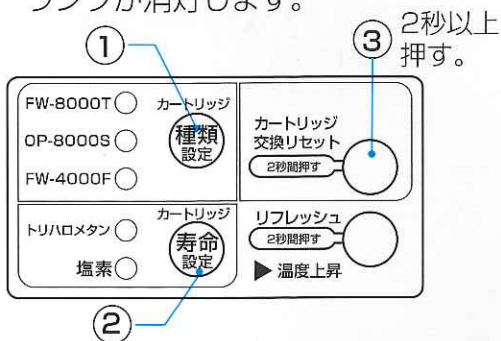 ランプが消灯します。
①
③ 2秒以上
押す。
FW-8000T
OP-8000S
FW-4000F
カートリッジ
種類
設定
カートリッジ
交換リセット
2秒間押す
トリハロメタン
塩素
カートリッジ
寿命
設定
リフレッシュ
2秒間押す
▶温度上昇
②